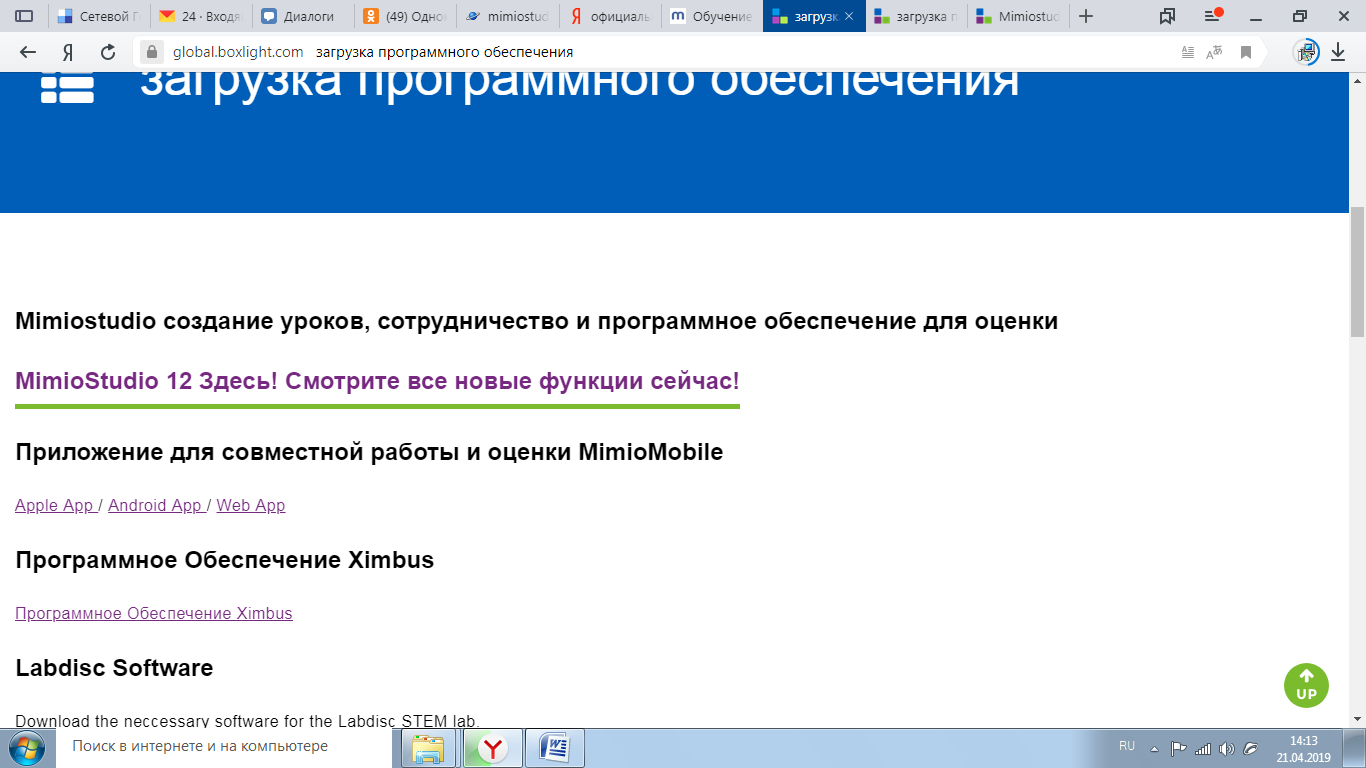 Сетевой Г
24 · Входя
Диалоги
(49) Одно
mimiostud
официаль
Обучение
загрузк
загрузка п
Mimiostud
global.boxlight.com загрузка программного обеспечения
загрузка программного обеспечения
Mimiostudio создание уроков, сотрудничество и программное обеспечение для оценки
MimioStudio 12 Здесь! Смотрите все новые функции сейчас!
Приложение для совместной работы и оценки MimioMobile
Apple App / Android App / Web App
Программное Обеспечение Ximbus
Программное Обеспечение Ximbus
Labdisc Software
Download the neccessary software for the Labdisc STEM lab.
UP
Поиск в интернете и на компьютере
RU
14:13
21.04.2019